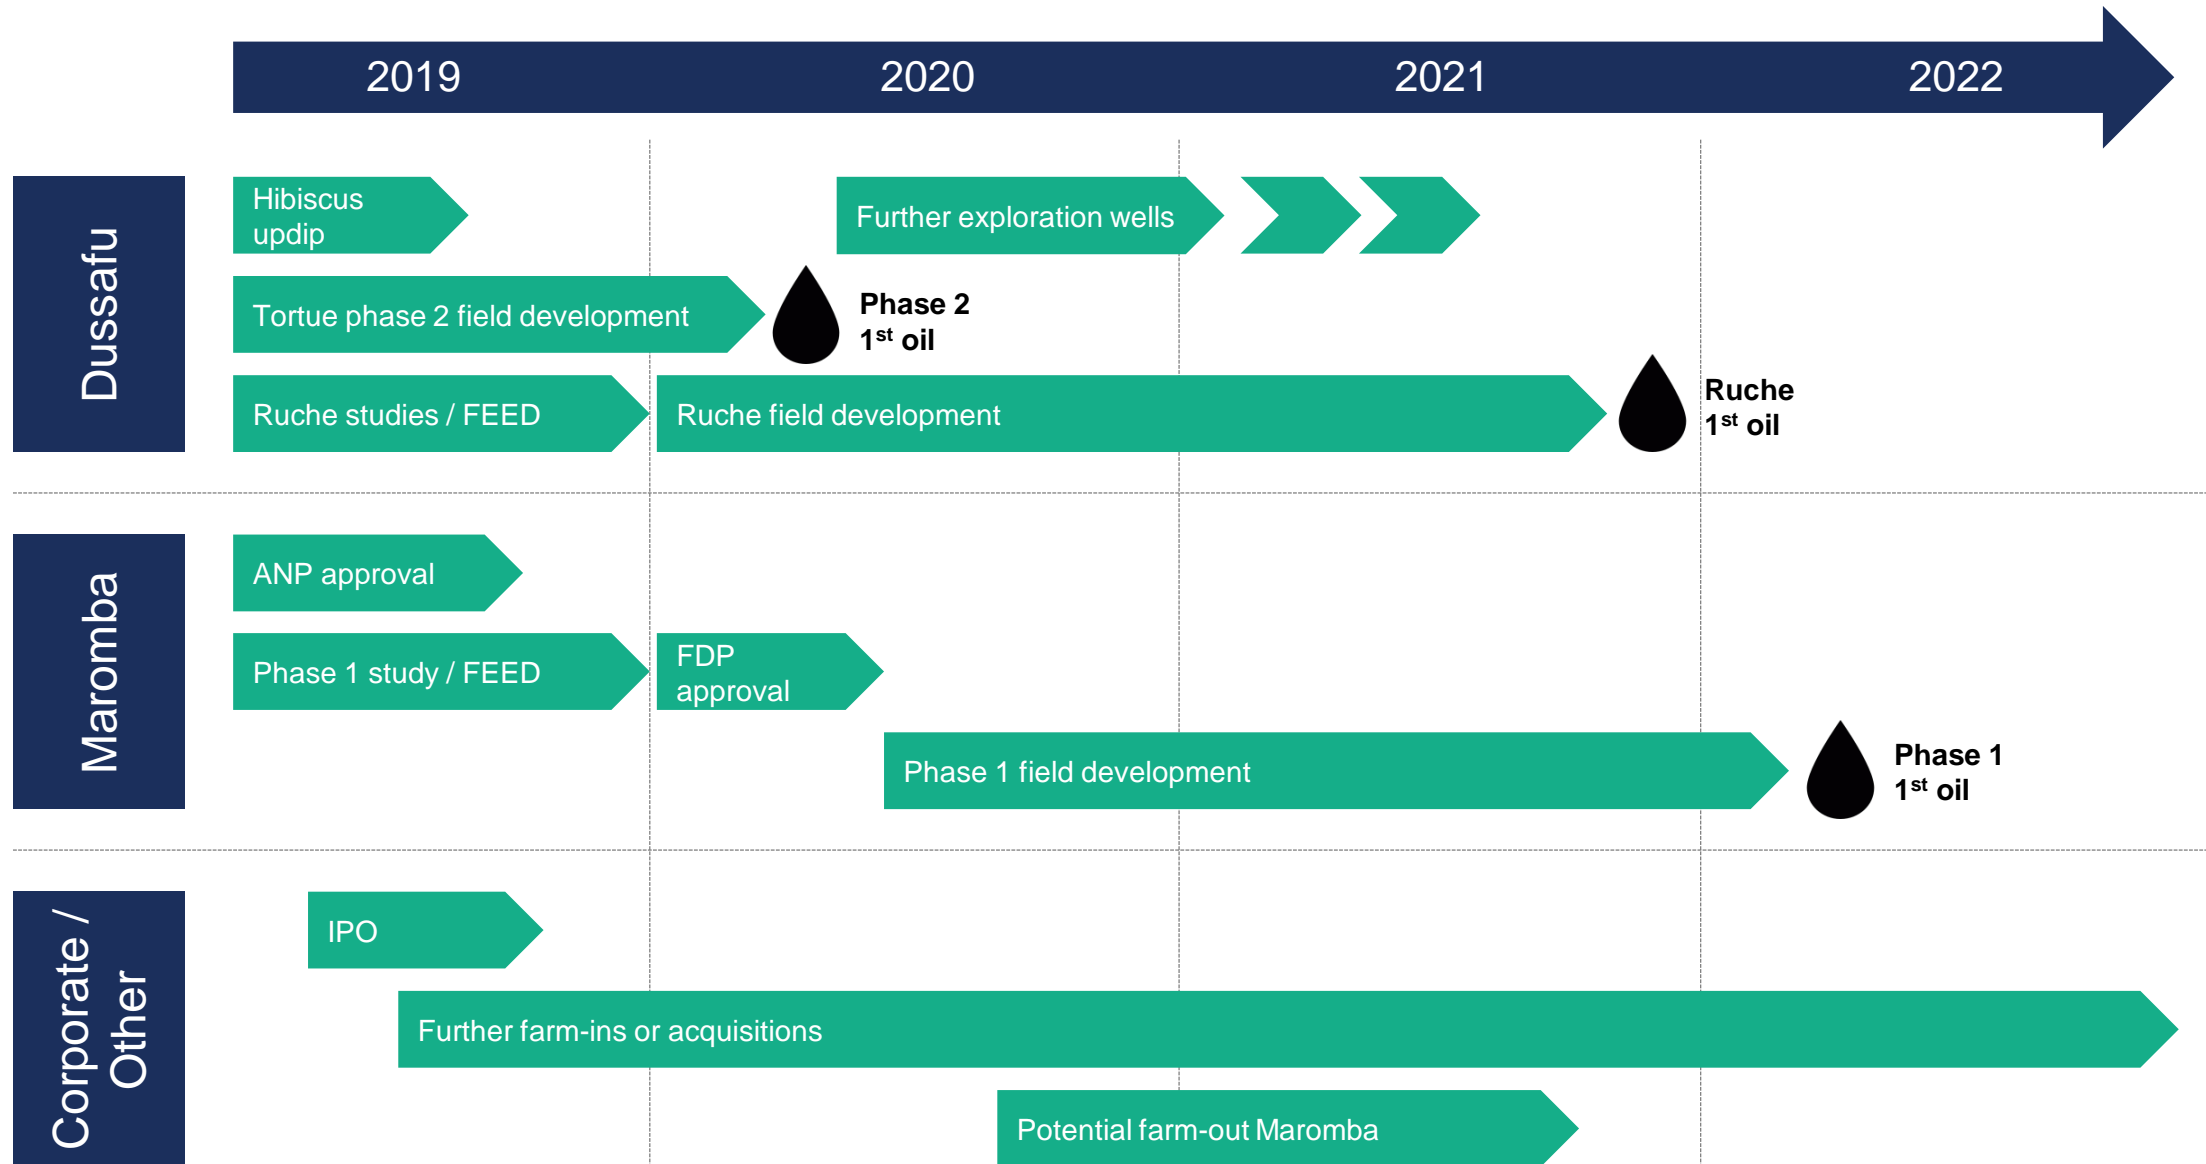 2019
2020
2021
2022
Dussafu
Hibiscus
updip
Further exploration wells
Tortue phase 2 field development
Phase 2
1st oil
Ruche studies / FEED
Ruche field development
Ruche
1st oil
Maromba
ANP approval
Phase 1 study / FEED
FDP
approval
Phase 1 field development
Phase 1
1st oil
Corporate /
Other
IPO
Further farm-ins or acquisitions
Potential farm-out Maromba